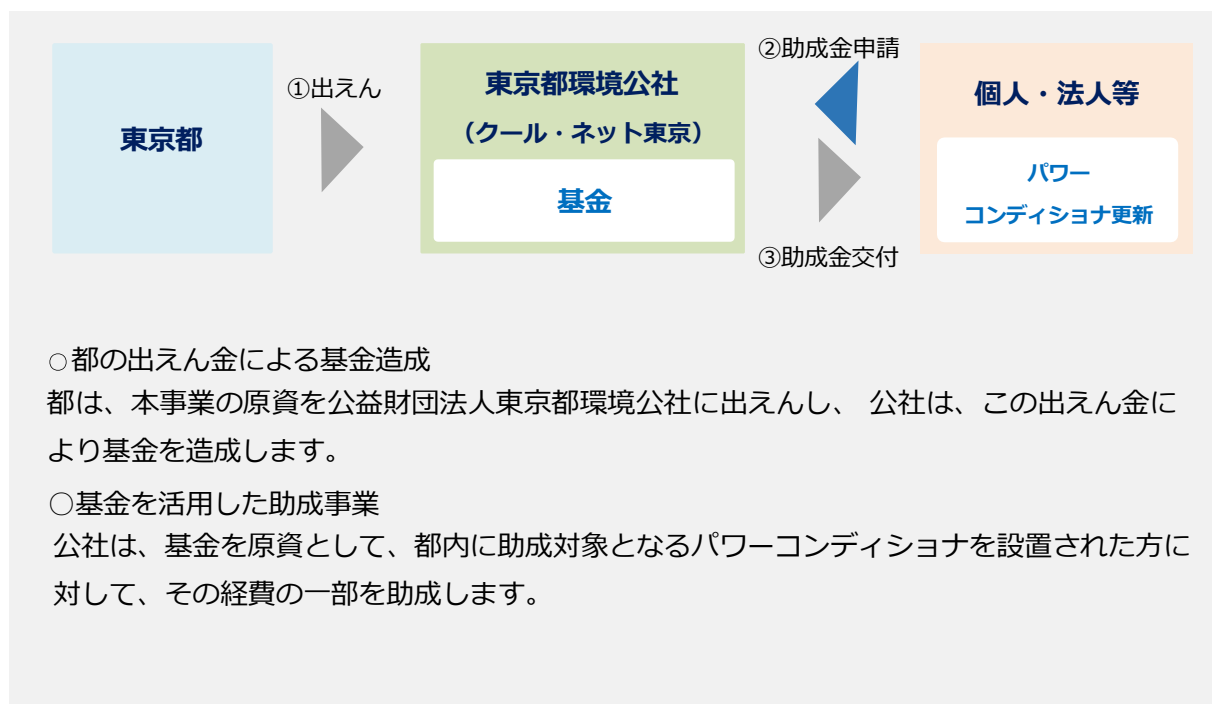 東京都
①出えん
東京都環境公社
（クール・ネット東京）
基金
②助成金申請
③助成金交付
個人・法人等
パワー
コンディショナ更新
○都の出えん金による基金造成
都は、本事業の原資を公益財団法人東京都環境公社に出えんし、 公社は、この出えん金に
より基金を造成します。
○基金を活用した助成事業
公社は、基金を原資として、都内に助成対象となるパワーコンディショナを設置された方に
対して、その経費の一部を助成します。